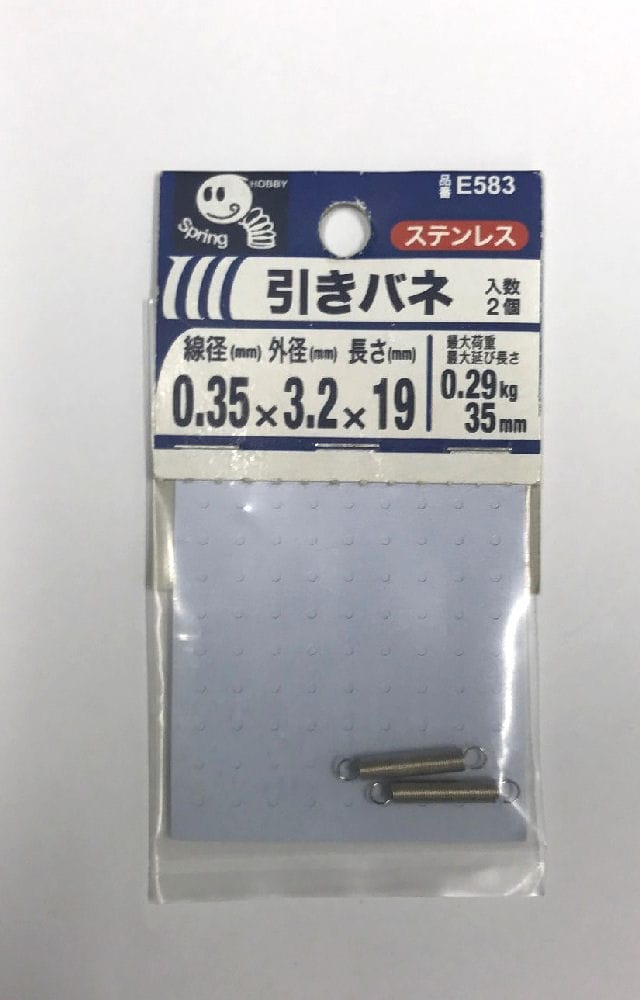 HOBBY
Spring
品番 E583
ステンレス
引きバネ
入数
2個
線径(mm) 外径(mm) 長さ(mm)
0.35×3.2×19
最大荷重
最大延び長さ
0.29kg
35mm